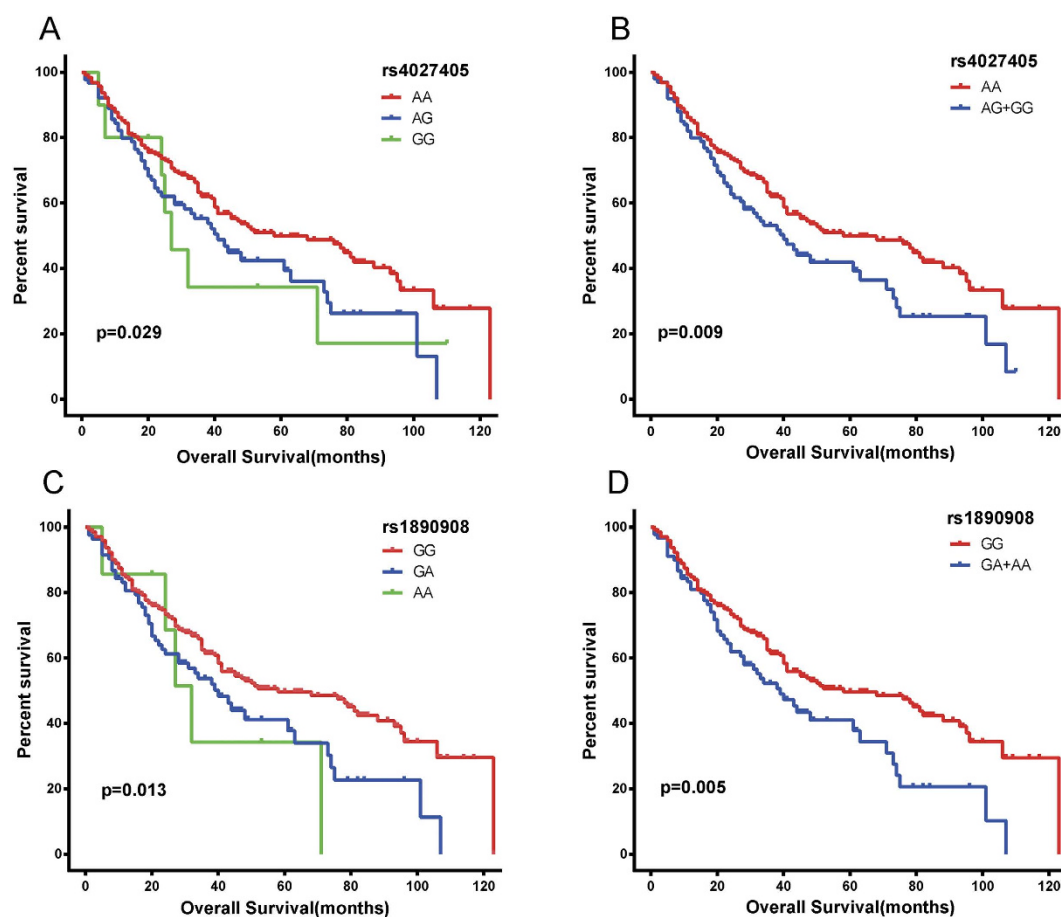 A
rs4027405
AA
AG
GG
Percent survival
100
80
60
40
20
0
p=0.029
0 20 40 60 80 100 120
Overall Survival(months)
B
rs4027405
AA
AG+GG
Percent survival
100
80
60
40
20
0
p=0.009
0 20 40 60 80 100 120
Overall Survival(months)
C
rs1890908
GG
GA
AA
Percent survival
100
80
60
40
20
0
p=0.013
0 20 40 60 80 100 120
Overall Survival(months)
D
rs1890908
GG
GA+AA
Percent survival
100
80
60
40
20
0
p=0.005
0 20 40 60 80 100 120
Overall Survival(months)